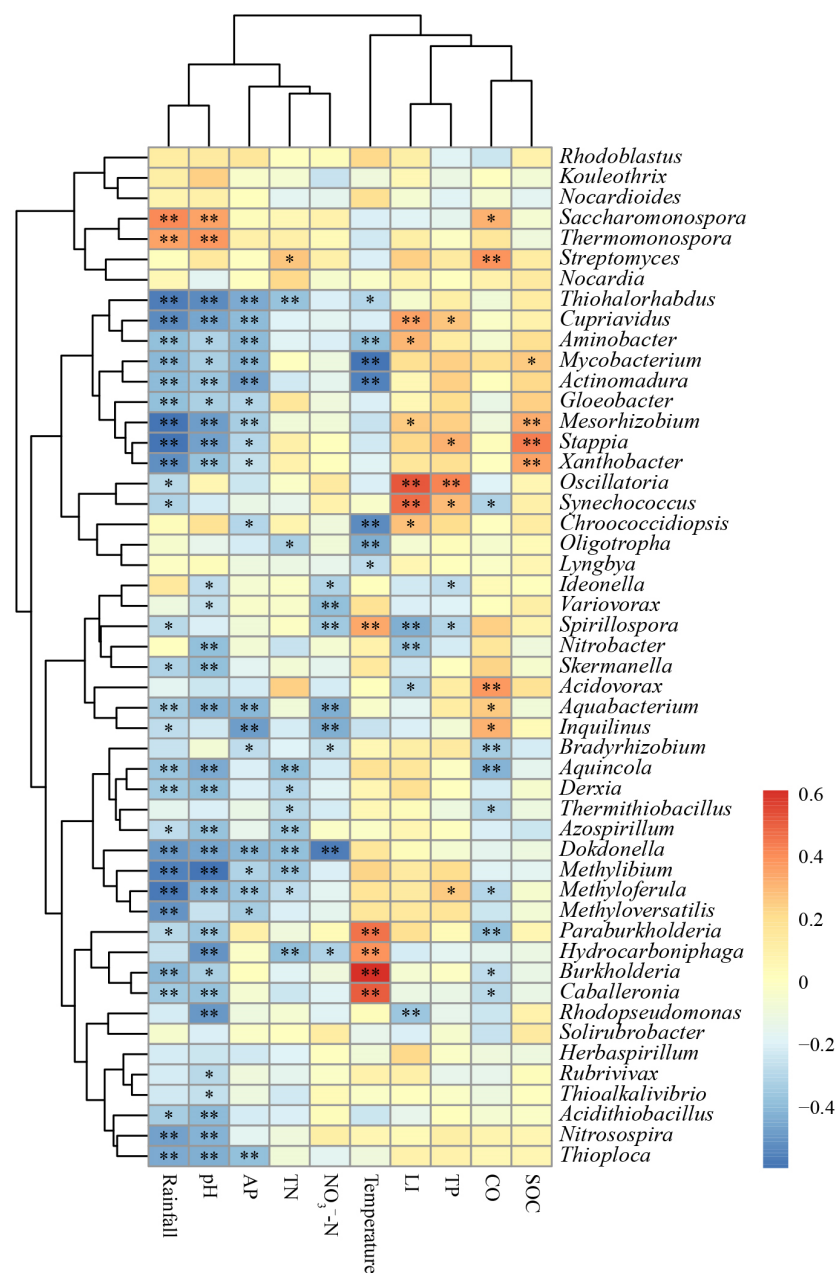 Rhodoblastus
Kouleothrix
Nocardioides
** ** * Saccharomonospora
** ** Thermomonospora
* ** Streptomyces
Nocardia
** ** ** ** * Thiohalorhabdus
** ** ** ** * Cupriavidus
** * ** ** * Aminobacter
** * ** ** * Mycobacterium
** ** ** ** Actinomadura
** * * Gloeobacter
** ** ** * ** Mesorhizobium
** ** * * ** Stappia
** ** * ** Xanthobacter
* ** ** Oscillatoria
* ** * * Synechococcus
* ** * Chroococcidiopsis
* ** Oligotropha
* Lyngbya
* * * Ideonella
* ** Variovorax
* ** ** ** * Spirillospora
** ** Nitrobacter
* ** Skermanella
* ** Acidovorax
** ** ** ** * Aquabacterium
* ** ** * Inquilinus
* * ** Bradyrhizobium
** ** ** ** Aquincola
** ** * Derxia
* * Thermithiobacillus
* ** ** Azospirillum
** ** ** ** ** Dokdonella
** ** * ** Methylibium
** ** ** * * * Methyloferula
** * Methyloversatilis
* ** ** ** Paraburkholderia
** ** * ** Hydrocarboniphaga
** * ** * Burkholderia
** ** ** * Caballeronia
** ** Rhodopseudomonas
Solirubrobacter
Herbaspirillum
* Rubrivivax
* Thioalkalivibrio
* ** Acidithiobacillus
** ** Nitrosospira
** ** ** Thioploca
Rainfall
pH
AP
TN
NO₃⁻-N
Temperature
LI
TP
CO
SOC
0.6
0.4
0.2
0
−0.2
−0.4